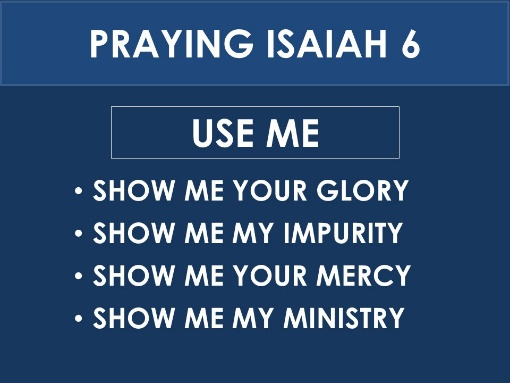 PRAYING ISAIAH 6
USE ME
• SHOW ME YOUR GLORY
• SHOW ME MY IMPURITY
• SHOW ME YOUR MERCY
• SHOW ME MY MINISTRY